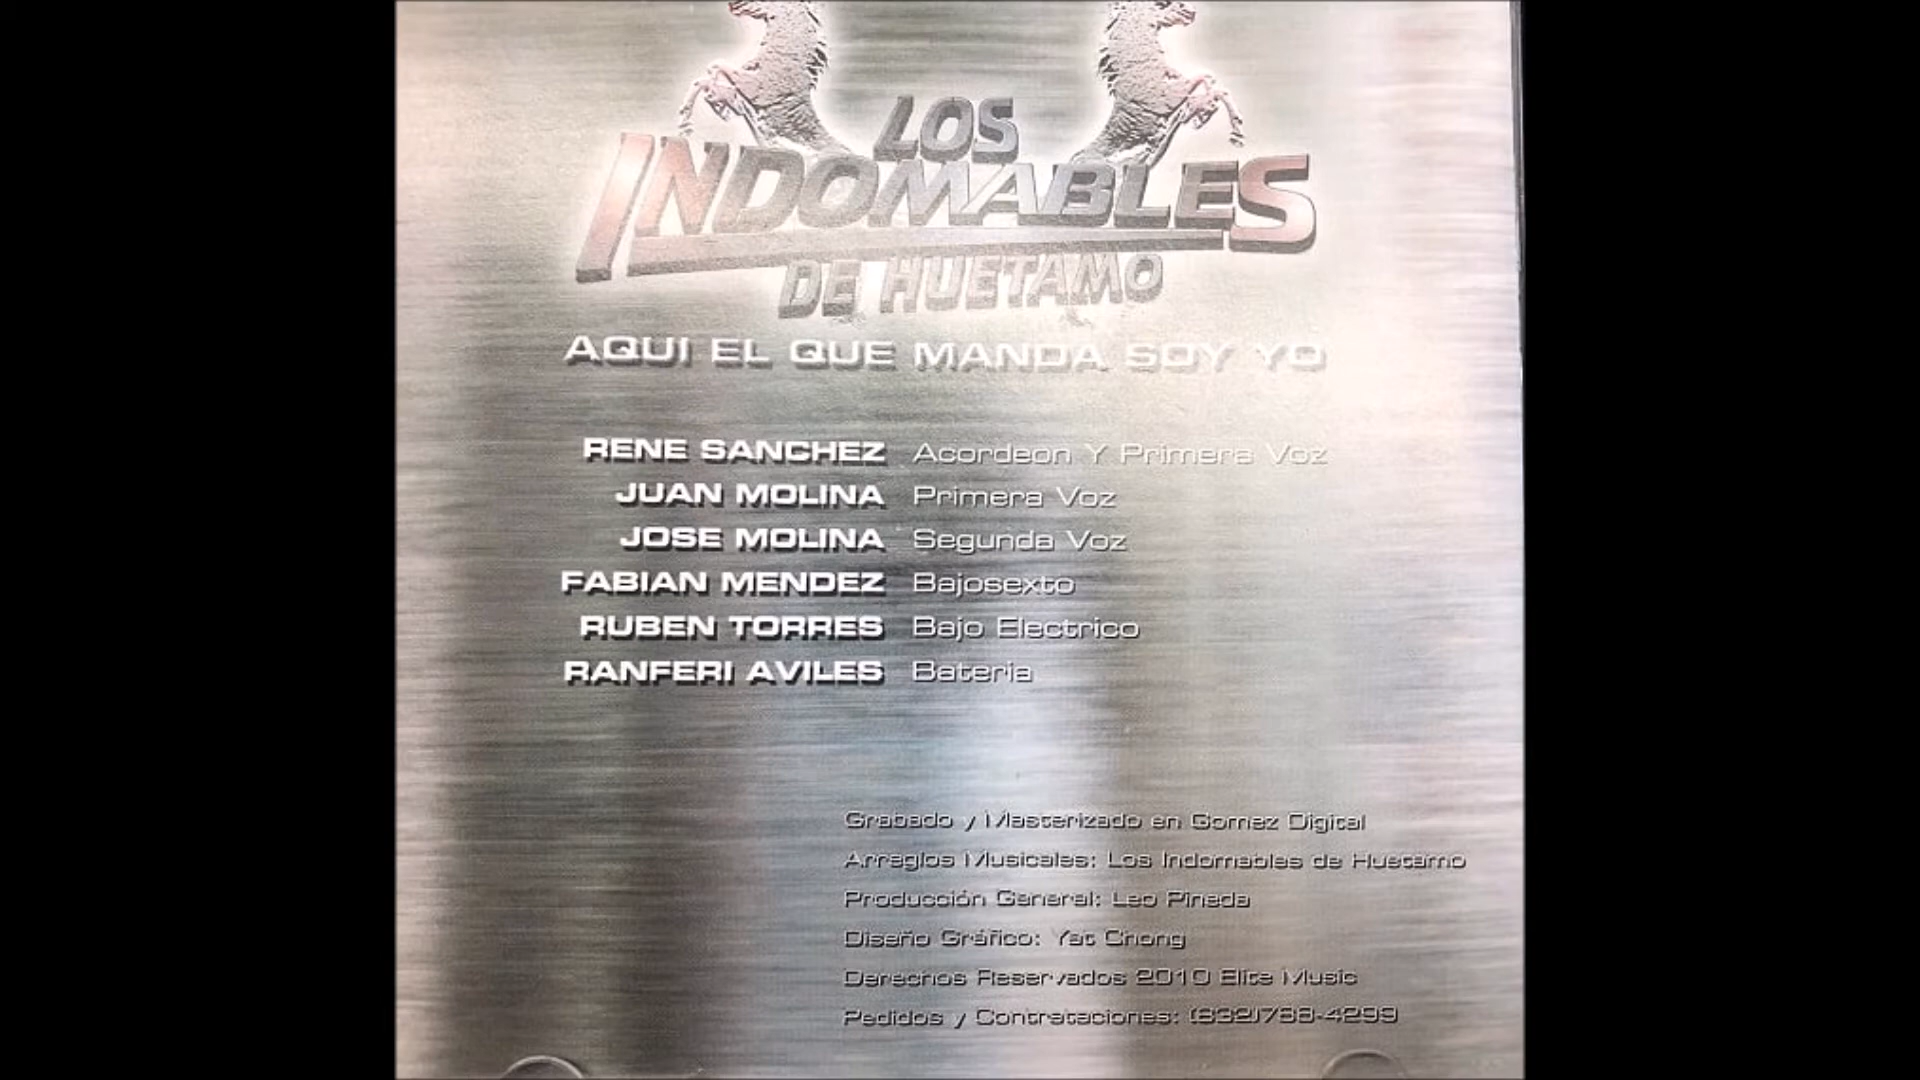 LOS
INDOMABLES
DE HUETAMO
AQUI EL QUE MANDA SOY YO
RENE SANCHEZ Acordeon Y Primera Voz
JUAN MOLINA Primera Voz
JOSE MOLINA Segunda Voz
FABIAN MENDEZ Bajosexto
RUBEN TORRES Bajo Electrico
RANFERI AVILES Bateria
Grabado y Masterizado en Gomez Digital
Arreglos Musicales: Los Indomables de Huetamo
Producción General: Leo Pineda
Diseño Gráfico: Yat Chong
Derechos Reservados 2010 Elite Music
Pedidos y Contrataciones: (832)788-4299